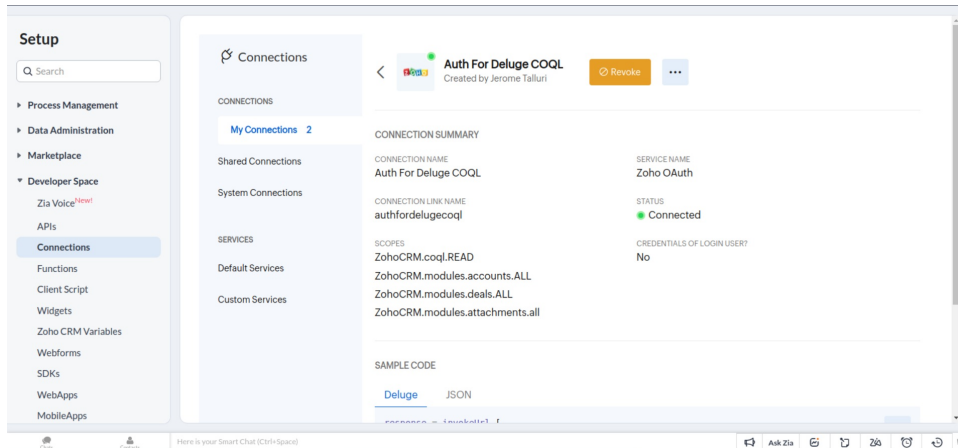 Setup
Search
Process Management
Data Administration
Marketplace
Developer Space
Zia Voice New!
APIs
Connections
Functions
Client Script
Widgets
Zoho CRM Variables
Webforms
SDKs
WebApps
MobileApps
Connections
CONNECTIONS
My Connections 2
Shared Connections
System Connections
SERVICES
Default Services
Custom Services
Auth For Deluge COQL
Created by Jerome Talluri
Revoke
CONNECTION SUMMARY
CONNECTION NAME
Auth For Deluge COQL
SERVICE NAME
Zoho OAuth
CONNECTION LINK NAME
authfordelugecoql
STATUS
Connected
SCOPES
ZohoCRM.coql.READ
ZohoCRM.modules.accounts.ALL
ZohoCRM.modules.deals.ALL
ZohoCRM.modules.attachments.all
CREDENTIALS OF LOGIN USER?
No
SAMPLE CODE
Deluge JSON
response = invokeUrl [
Here is your Smart Chat (Ctrl+Space)
Ask Zia